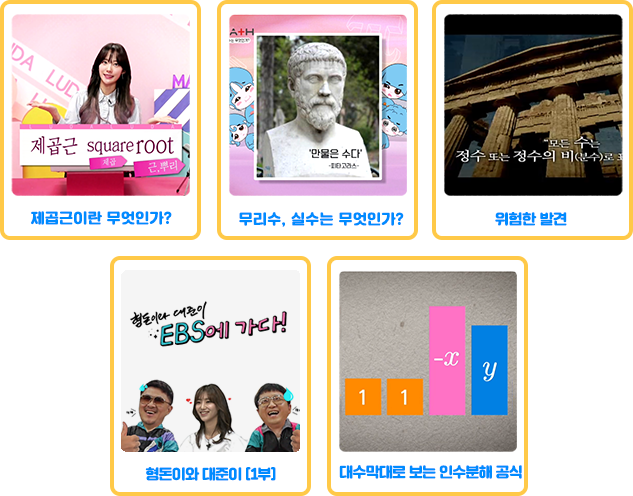 제곱근 square root
제곱
근,뿌리
제곱근이란 무엇인가?
'만물은 수다'
-피타고라스-
무리수, 실수는 무엇인가?
"모든 수는
정수 또는 정수의 비(분수)로
위험한 발견
형돈이와 대준이
EBS에 가다!
형돈이와 대준이 [1부]
1 1 -x y
대수막대로 보는 인수분해 공식